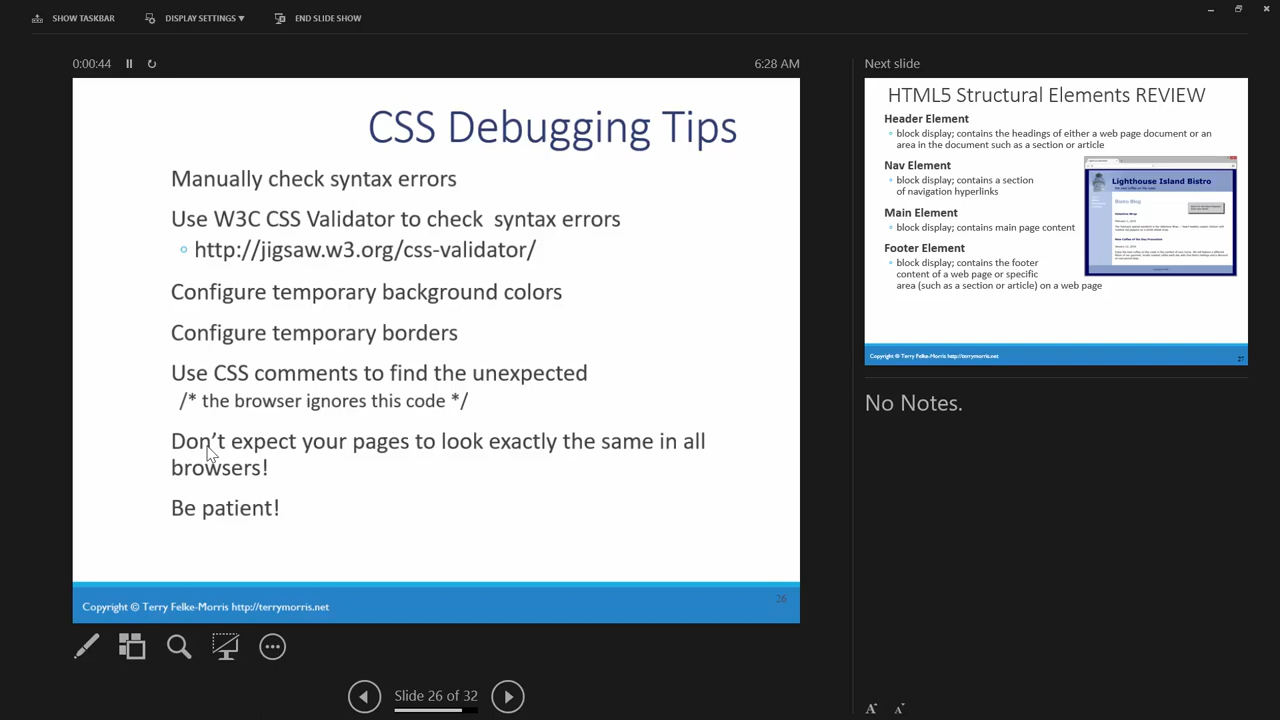 SHOW TASKBAR
DISPLAY SETTINGS ▼
END SLIDE SHOW
0:00:44
6:28 AM
CSS Debugging Tips
Manually check syntax errors
Use W3C CSS Validator to check syntax errors
http://jigsaw.w3.org/css-validator/
Configure temporary background colors
Configure temporary borders
Use CSS comments to find the unexpected
/* the browser ignores this code */
Don’t expect your pages to look exactly the same in all
browsers!
Be patient!
Copyright © Terry Felke-Morris http://terrymorris.net
26
Slide 26 of 32
Next slide
HTML5 Structural Elements REVIEW
Header Element
block display; contains the headings of either a web page document or an
area in the document such as a section or article
Nav Element
block display; contains a section
of navigation hyperlinks
Main Element
block display; contains main page content
Footer Element
block display; contains the footer
content of a web page or specific
area (such as a section or article) on a web page
Lighthouse Island Bistro
Bistro Blog
Copyright © Terry Felke-Morris http://terrymorris.net
27
No Notes.
A
A